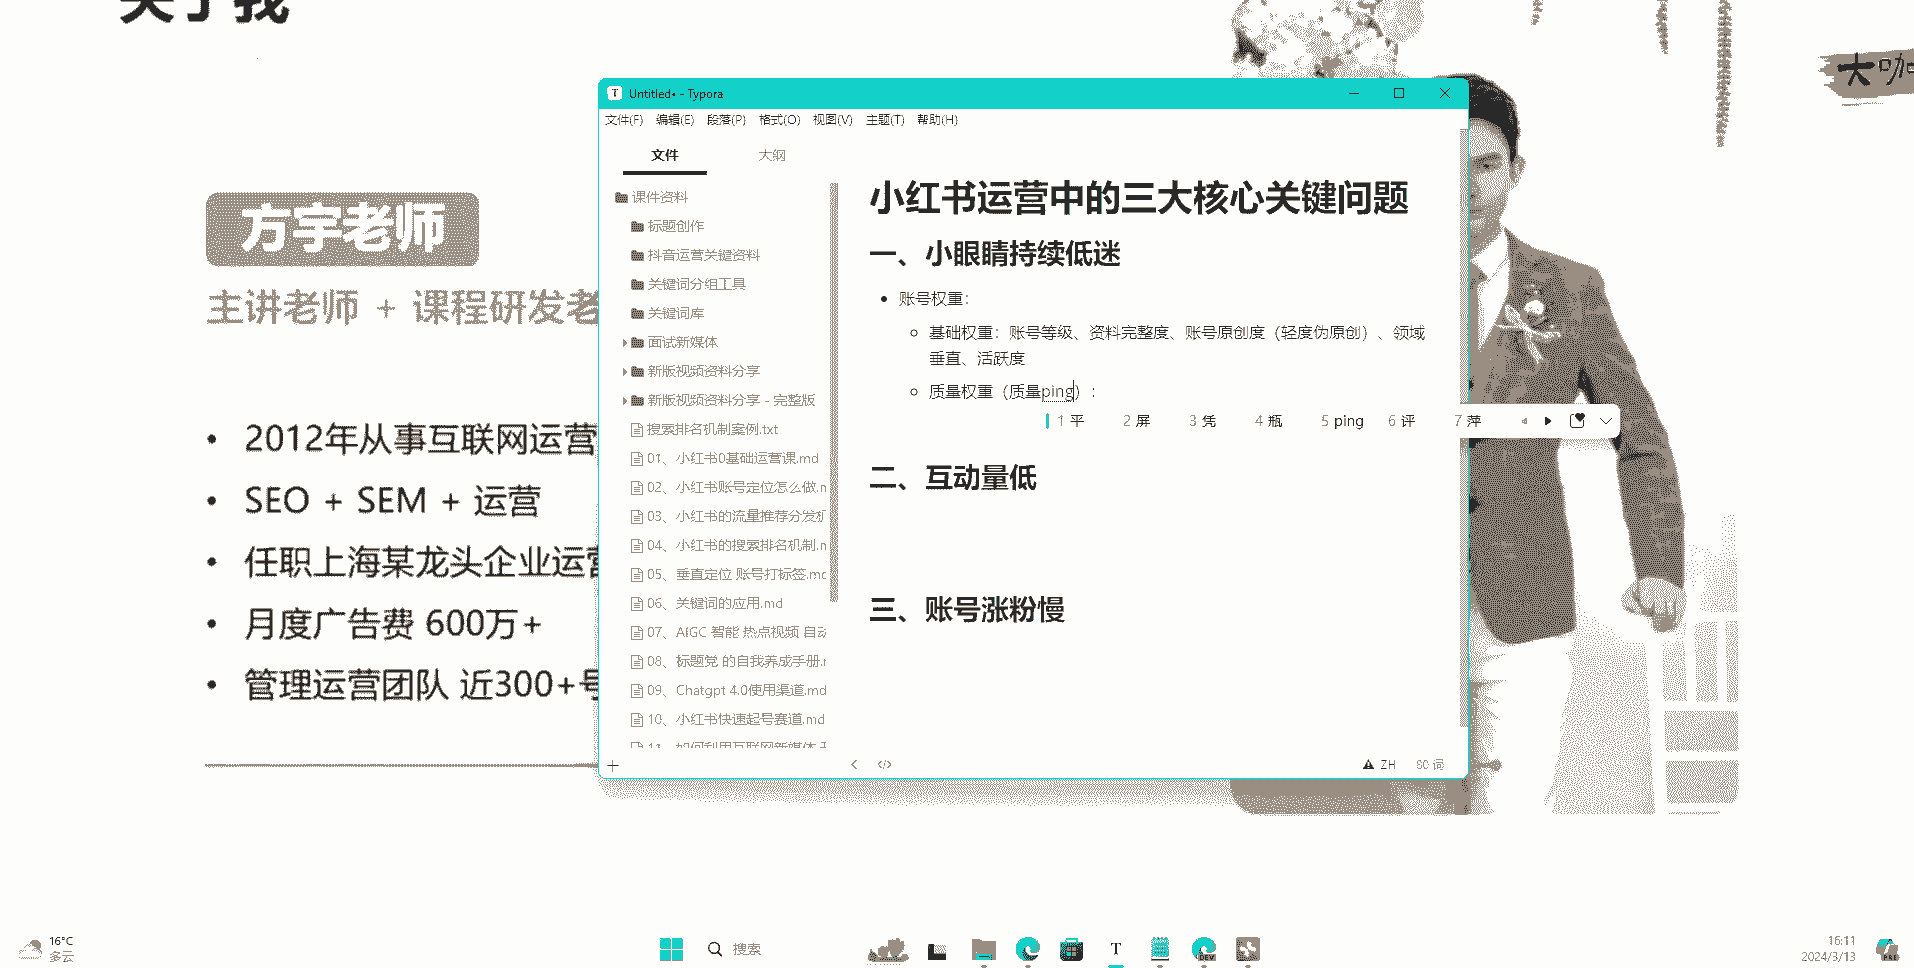 关于我
大咖
方宇老师
主讲老师 + 课程研发老
2012年从事互联网运营
SEO + SEM + 运营
任职上海某龙头企业运营
月度广告费 600万+
管理运营团队 近300+号
Untitled• - Typora
文件(F) 编辑(E) 段落(P) 格式(O) 视图(V) 主题(T) 帮助(H)
文件 大纲
课件资料
标题创作
抖音运营关键资料
关键词分组工具
关键词库
面试新媒体
新版视频资料分享
新版视频资料分享 - 完整版
搜索排名机制案例.txt
01、小红书0基础运营课.md
02、小红书账号定位怎么做.m
03、小红书的流量推荐分发机
04、小红书的搜索排名机制.m
05、垂直定位 账号打标签.md
06、关键词的应用.md
07、AIGC 智能 热点视频 自动
08、标题党 的自我养成手册.m
09、Chatgpt 4.0使用渠道.md
10、小红书快速起号赛道.md
11、如何利用互联网新媒体
小红书运营中的三大核心关键问题
一、小眼睛持续低迷
账号权重：
基础权重：账号等级、资料完整度、账号原创度（轻度伪原创）、领域
垂直、活跃度
质量权重（质量ping）：
1 平 2 屏 3 凭 4 瓶 5 ping 6 评 7 萍
二、互动量低
三、账号涨粉慢
ZH 80 词
16°C
多云
搜索
T
DEV
16:11
2024/3/13
PRE